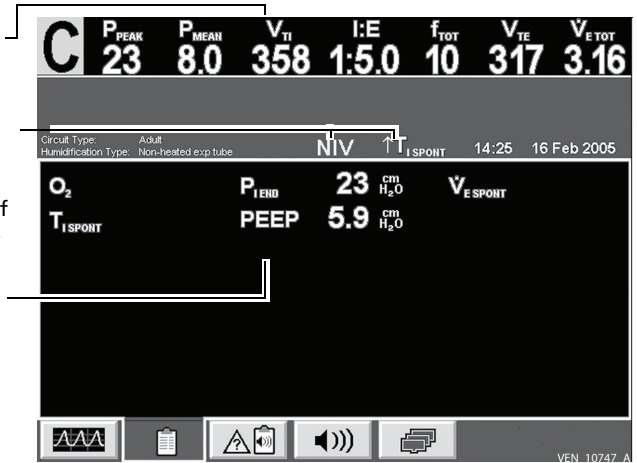 C PPEAK PMEAN VTI I:E fTOT VTE V̇E TOT
23 8.0 358 1:5.0 10 317 3.16
Circuit Type: Adult
Humidification Type: Non-heated exp tube
NIV ↑TI SPONT 14:25 16 Feb 2005
f
O2 PI END 23 cm H2O V̇E SPONT
TI SPONT PEEP 5.9 cm H2O
VEN_10747_A